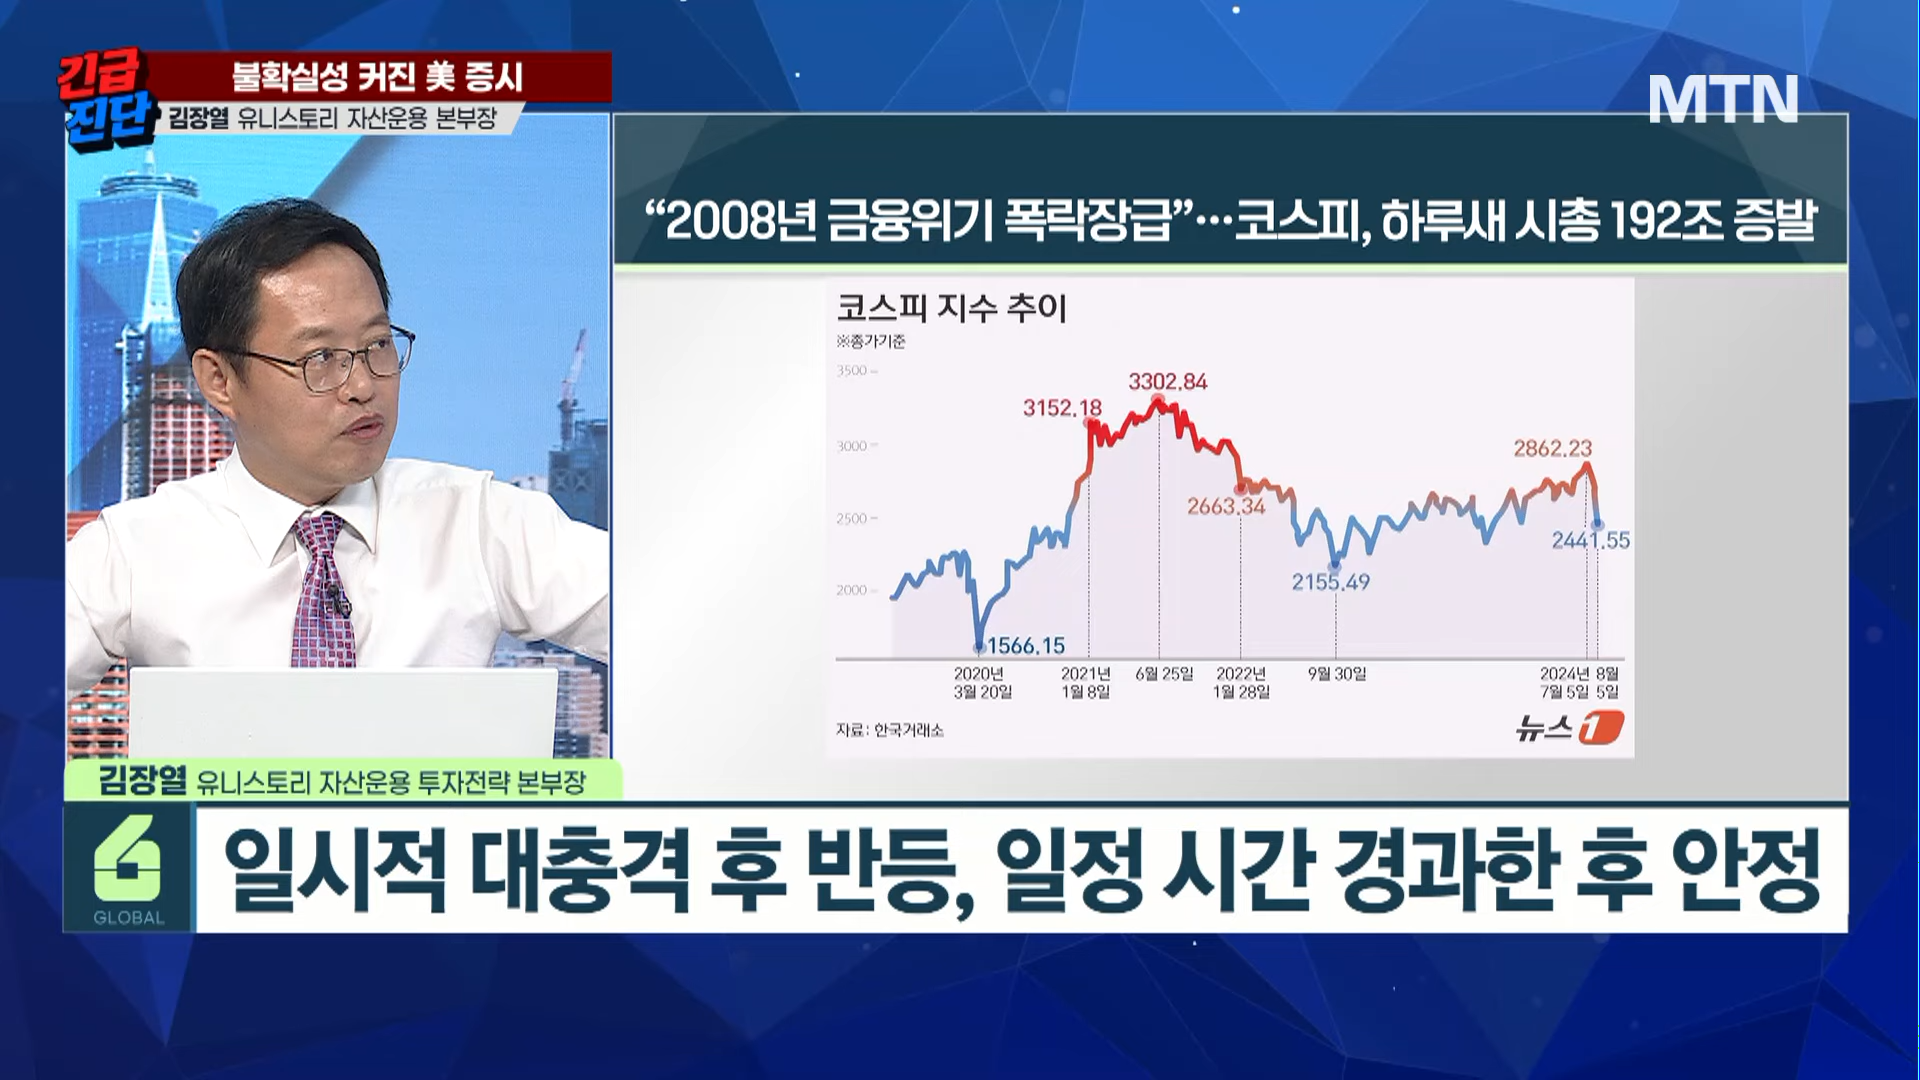 긴급
진단
불확실성 커진 美 증시
김장열 유니스토리 자산운용 본부장
MTN
“2008년 금융위기 폭락장급”…코스피, 하루새 시총 192조 증발
코스피 지수 추이
※종가기준
3500
3000
2500
2000
3152.18
3302.84
2663.34
2862.23
2441.55
2155.49
1566.15
2020년
3월 20일
2021년
1월 8일
6월 25일
2022년
1월 28일
9월 30일
2024년
7월 5일
8월
5일
자료: 한국거래소
뉴스1
김장열 유니스토리 자산운용 투자전략 본부장
6
GLOBAL
일시적 대충격 후 반등, 일정 시간 경과한 후 안정